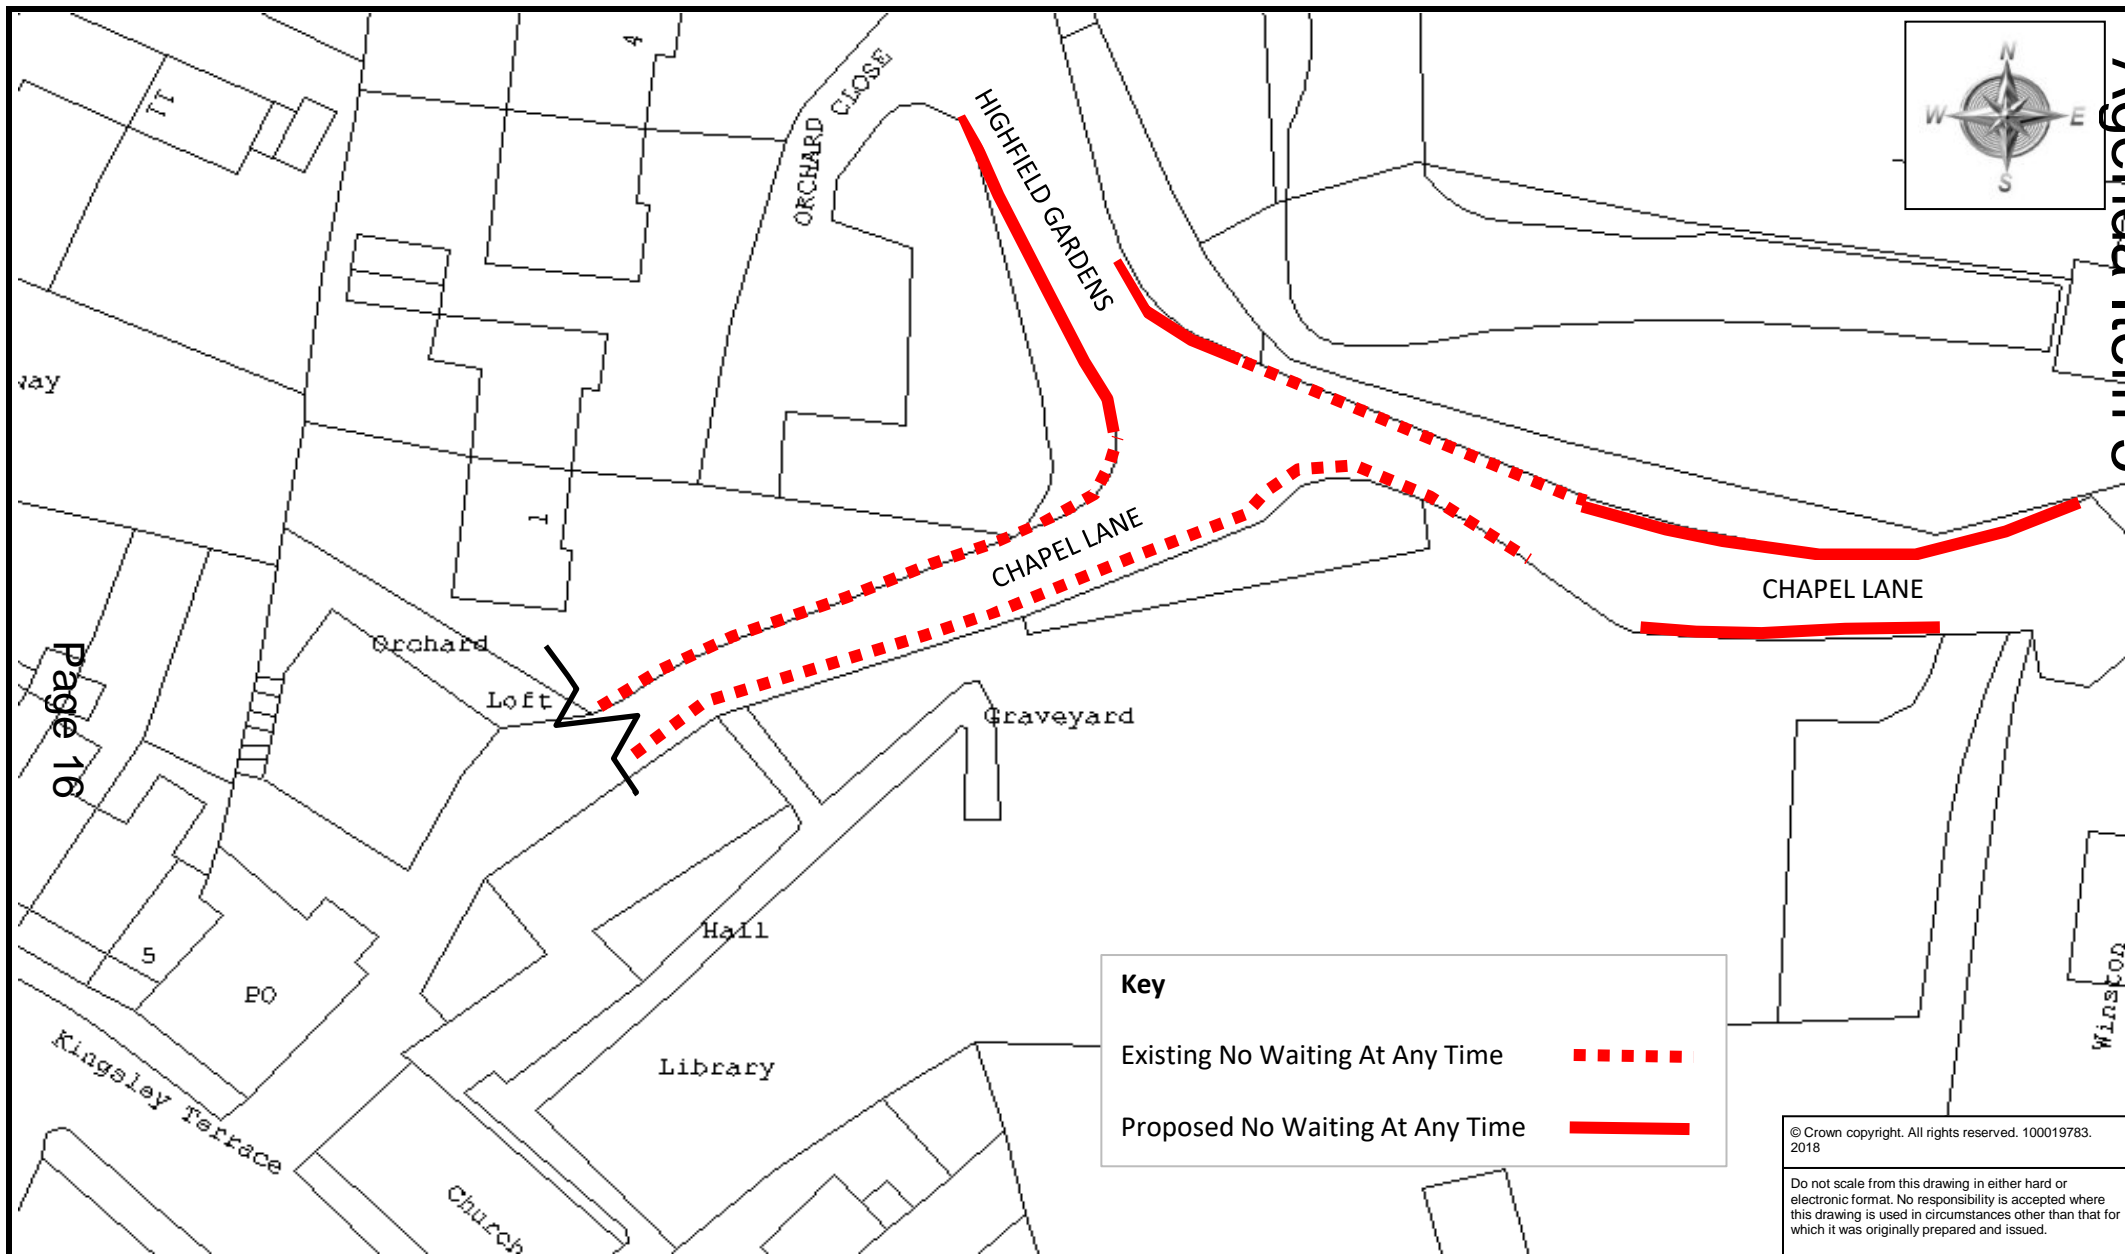 4
N
W
E
S
11
ORCHARD CLOSE
HIGHFIELD GARDENS
1
CHAPEL LANE
CHAPEL LANE
Orchard
Loft
Page 16
Graveyard
Hall
5
PO
Kingsley Terrace
Library
Church
Key
Existing No Waiting At Any Time
Proposed No Waiting At Any Time
© Crown copyright. All rights reserved. 100019783.
2018
Do not scale from this drawing in either hard or
electronic format. No responsibility is accepted where
this drawing is used in circumstances other than that for
which it was originally prepared and issued.